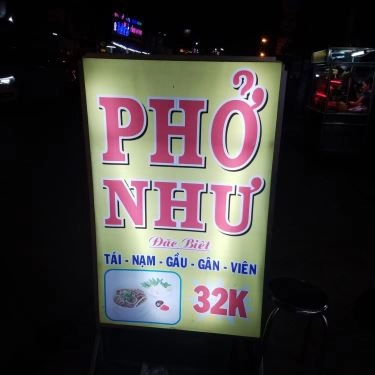 PHỞ
NHƯ
Đặc Biệt
TÁI - NẠM - GẦU - GÂN - VIÊN
32K